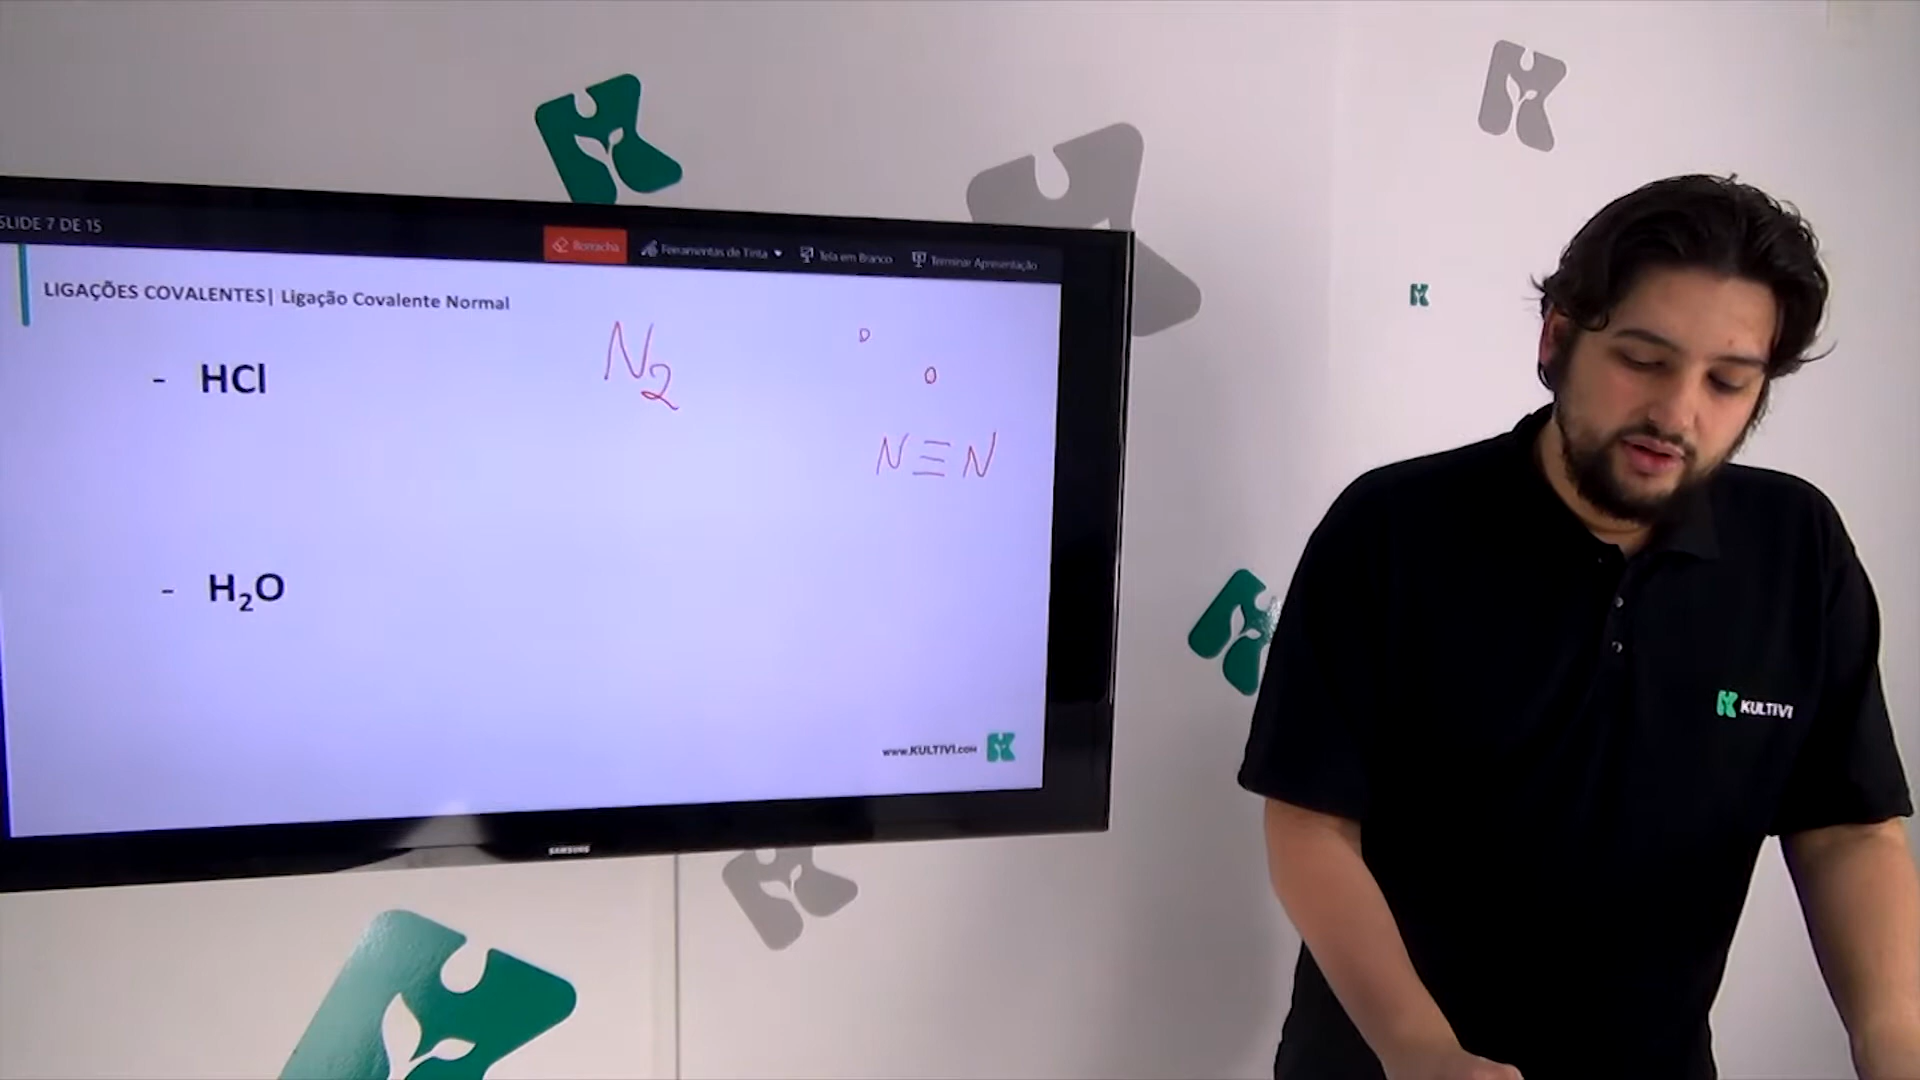 SLIDE 7 DE 15
Borracha Ferramentas de Tinta Tela em Branco Terminar Apresentação
LIGAÇÕES COVALENTES| Ligação Covalente Normal
- HCl
N₂
N≡N
- H₂O
www.KULTIVI.com
SAMSUNG
KULTIVI